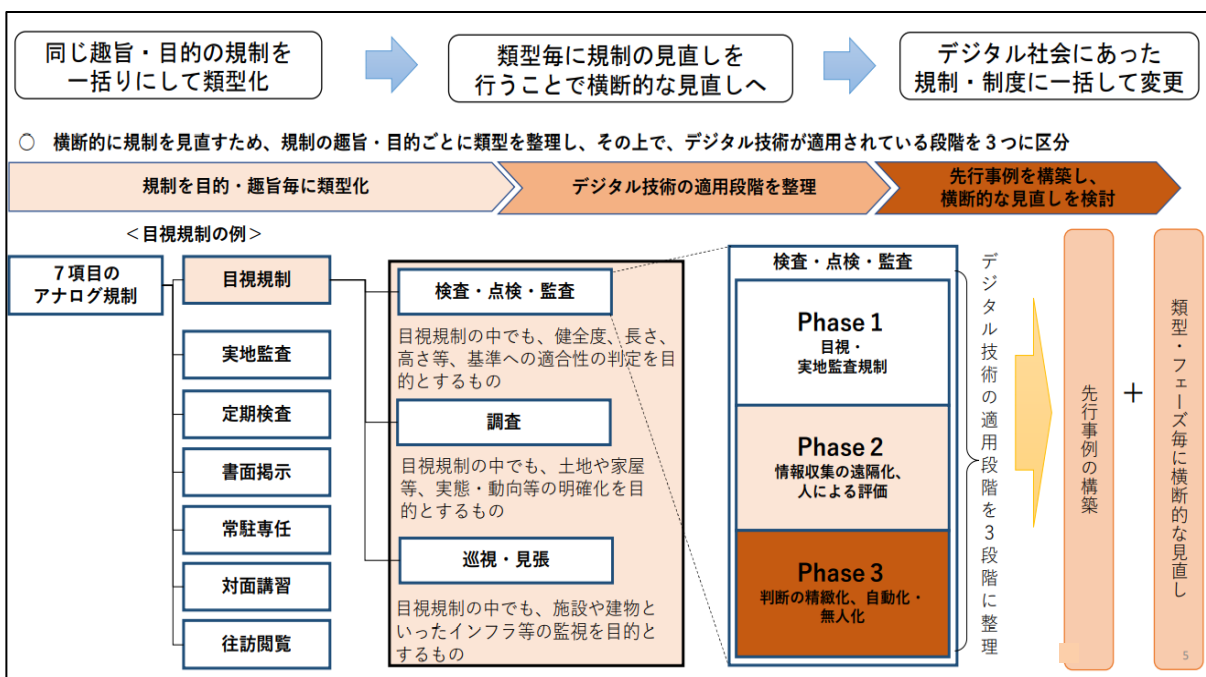 同じ趣旨・目的の規制を
一括りにして類型化
類型毎に規制の見直しを
行うことで横断的な見直しへ
デジタル社会にあった
規制・制度に一括して変更
○ 横断的に規制を見直すため、規制の趣旨・目的ごとに類型を整理し、その上で、デジタル技術が適用されている段階を３つに区分
規制を目的・趣旨毎に類型化
デジタル技術の適用段階を整理
先行事例を構築し、
横断的な見直しを検討
＜目視規制の例＞
７項目の
アナログ規制
目視規制
実地監査
定期検査
書面掲示
常駐専任
対面講習
往訪閲覧
検査・点検・監査
目視規制の中でも、健全度、長さ、
高さ等、基準への適合性の判定を目
的とするもの
調査
目視規制の中でも、土地や家屋
等、実態・動向等の明確化を目
的とするもの
巡視・見張
目視規制の中でも、施設や建物と
いったインフラ等の監視を目的と
するもの
検査・点検・監査
Phase 1
目視・
実地監査規制
Phase 2
情報収集の遠隔化、
人による評価
Phase 3
判断の精緻化、自動化・
無人化
デジタル技術の適用段階を３段階に整理
先行事例の構築
＋
類型・フェーズ毎に横断的な見直し
5